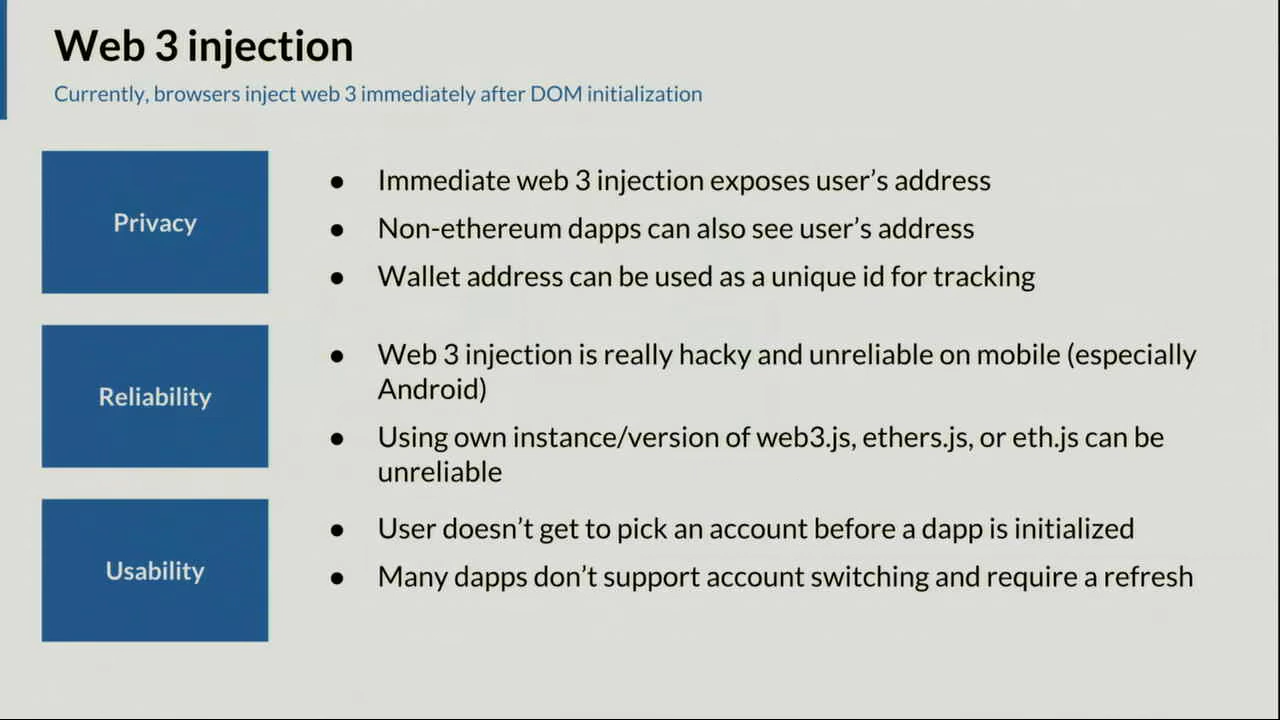 Web 3 injection
Currently, browsers inject web 3 immediately after DOM initialization
Privacy
● Immediate web 3 injection exposes user’s address
● Non-ethereum dapps can also see user’s address
● Wallet address can be used as a unique id for tracking
Reliability
● Web 3 injection is really hacky and unreliable on mobile (especially
Android)
● Using own instance/version of web3.js, ethers.js, or eth.js can be
unreliable
Usability
● User doesn’t get to pick an account before a dapp is initialized
● Many dapps don’t support account switching and require a refresh